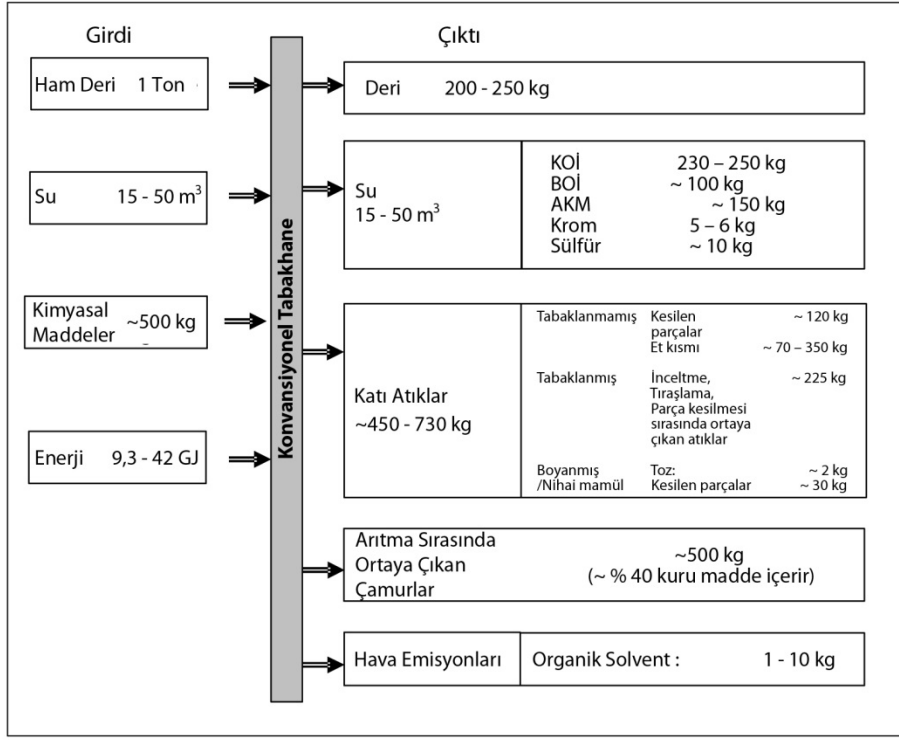 Girdi
Çıktı
Ham Deri 1 Ton
Su 15 - 50 m³
Kimyasal
Maddeler ~500 kg
Enerji 9,3 - 42 GJ
Konvansiyonel Tabakhane
Deri 200 - 250 kg
Su
15 - 50 m³
KOİ 230 – 250 kg
BOİ ~ 100 kg
AKM ~ 150 kg
Krom 5 – 6 kg
Sülfür ~ 10 kg
Katı Atıklar
~450 - 730 kg
Tabaklanmamış Kesilen ~ 120 kg
parçalar
Et kısmı ~ 70 – 350 kg
Tabaklanmış İnceltme, ~ 225 kg
Tıraşlama,
Parça kesilmesi
sırasında ortaya
çıkan atıklar
Boyanmış Toz: ~ 2 kg
/Nihai mamül Kesilen parçalar ~ 30 kg
Arıtma Sırasında
Ortaya Çıkan
Çamurlar
~500 kg
(~ % 40 kuru madde içerir)
Hava Emisyonları
Organik Solvent : 1 - 10 kg